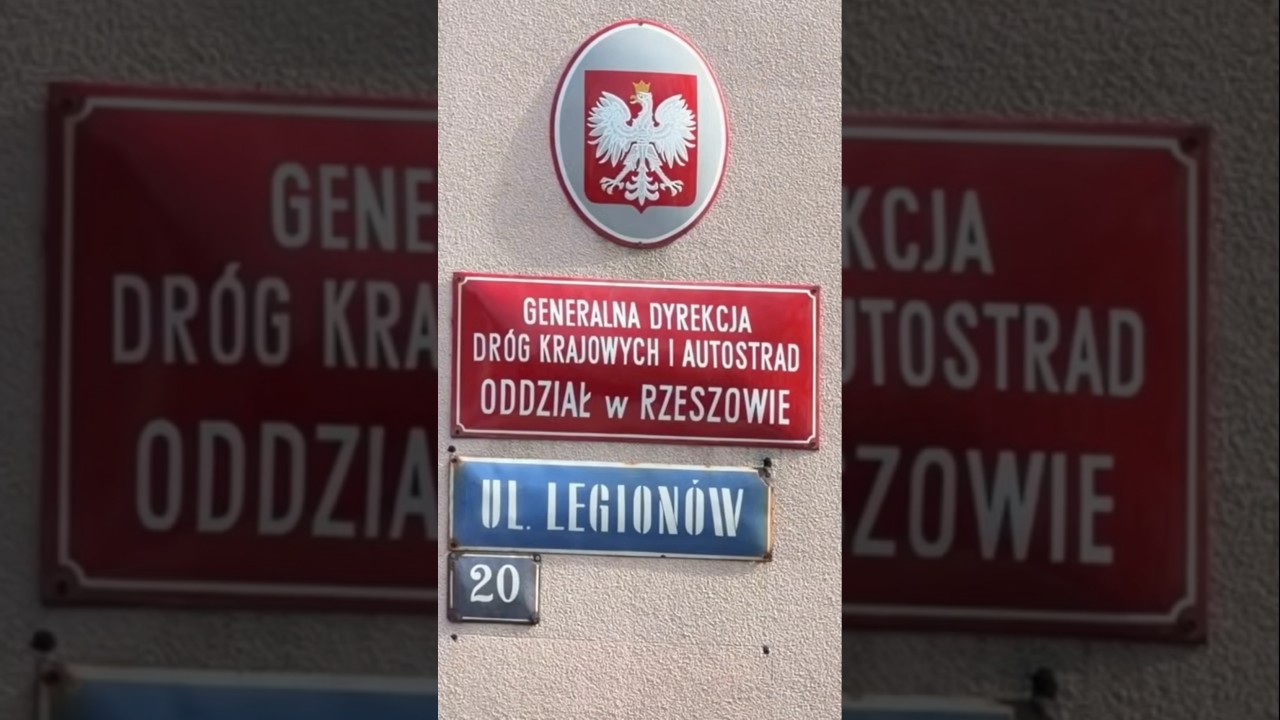 GENERALNA DYREKCJA
DRÓG KRAJOWYCH I AUTOSTRAD
ODDZIAŁ w RZESZOWIE
UL. LEGIONÓW
20